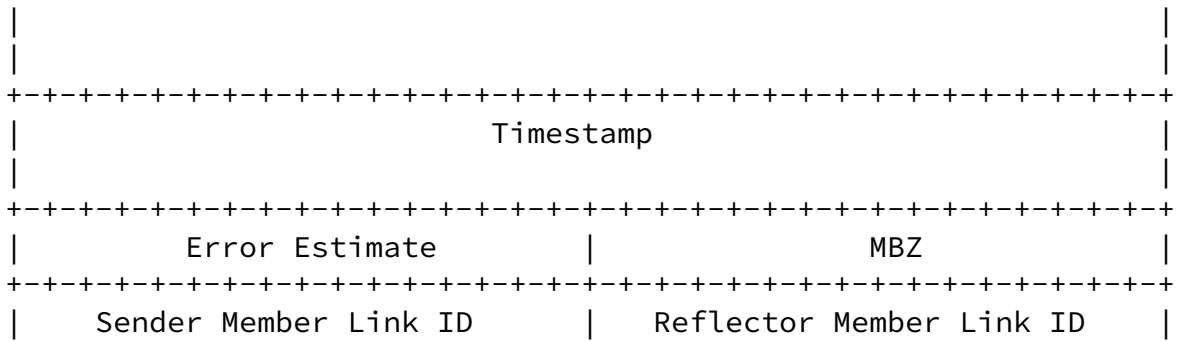 |                                                               |
|                                                               |
+-+-+-+-+-+-+-+-+-+-+-+-+-+-+-+-+-+-+-+-+-+-+-+-+-+-+-+-+-+-+-+-+
|                          Timestamp                            |
|                                                               |
+-+-+-+-+-+-+-+-+-+-+-+-+-+-+-+-+-+-+-+-+-+-+-+-+-+-+-+-+-+-+-+-+
|         Error Estimate        |               MBZ             |
+-+-+-+-+-+-+-+-+-+-+-+-+-+-+-+-+-+-+-+-+-+-+-+-+-+-+-+-+-+-+-+-+
|    Sender Member Link ID      |   Reflector Member Link ID    |